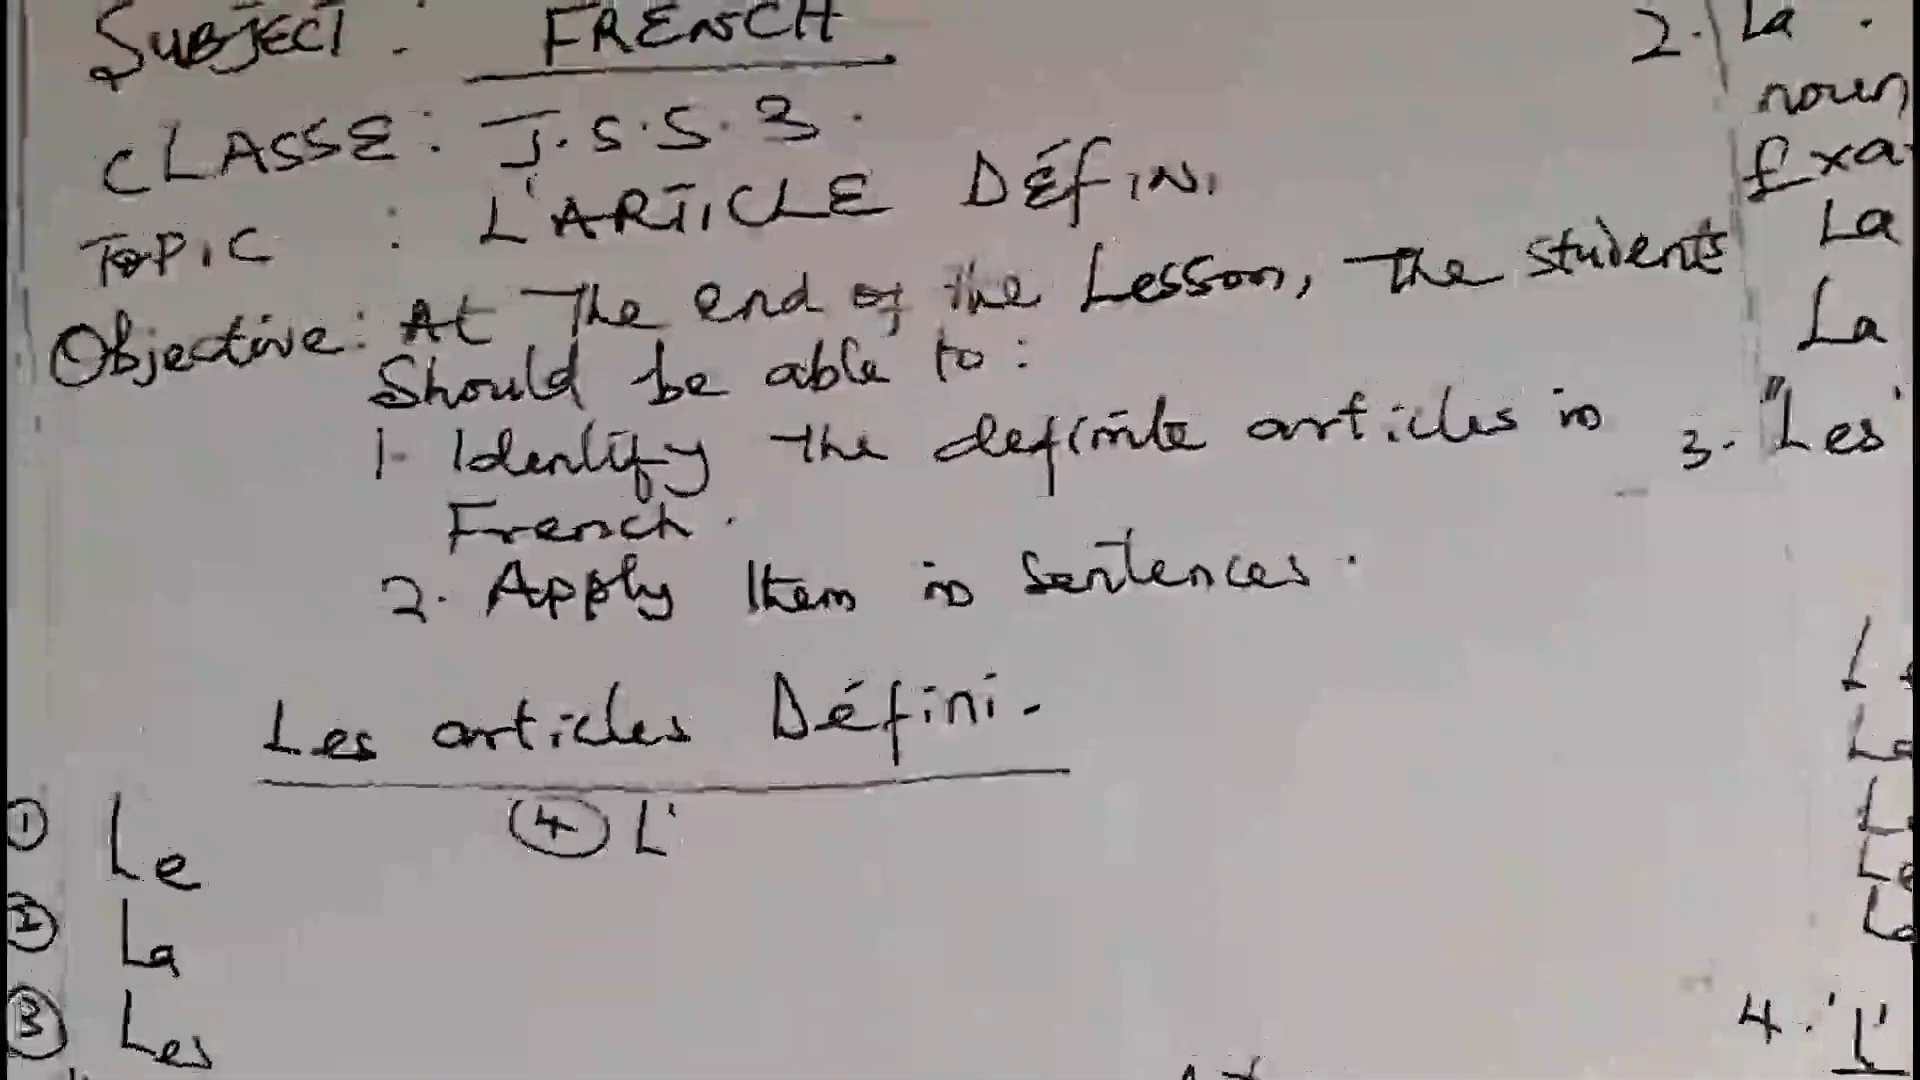 SUBJECT : FRENCH
CLASSE : J.S.S.3.
TOPIC : L'ARTICLE DÉFINI
Objective : At The end of the Lesson, The students
Should be able to :
1. Identify the definite articles in
French.
2. Apply them in sentences.
Les articles Défini.
① Le
② La
③ Les
④ L'
2. La
noun
Exa
La
La
3. "Les"
4. 'L'